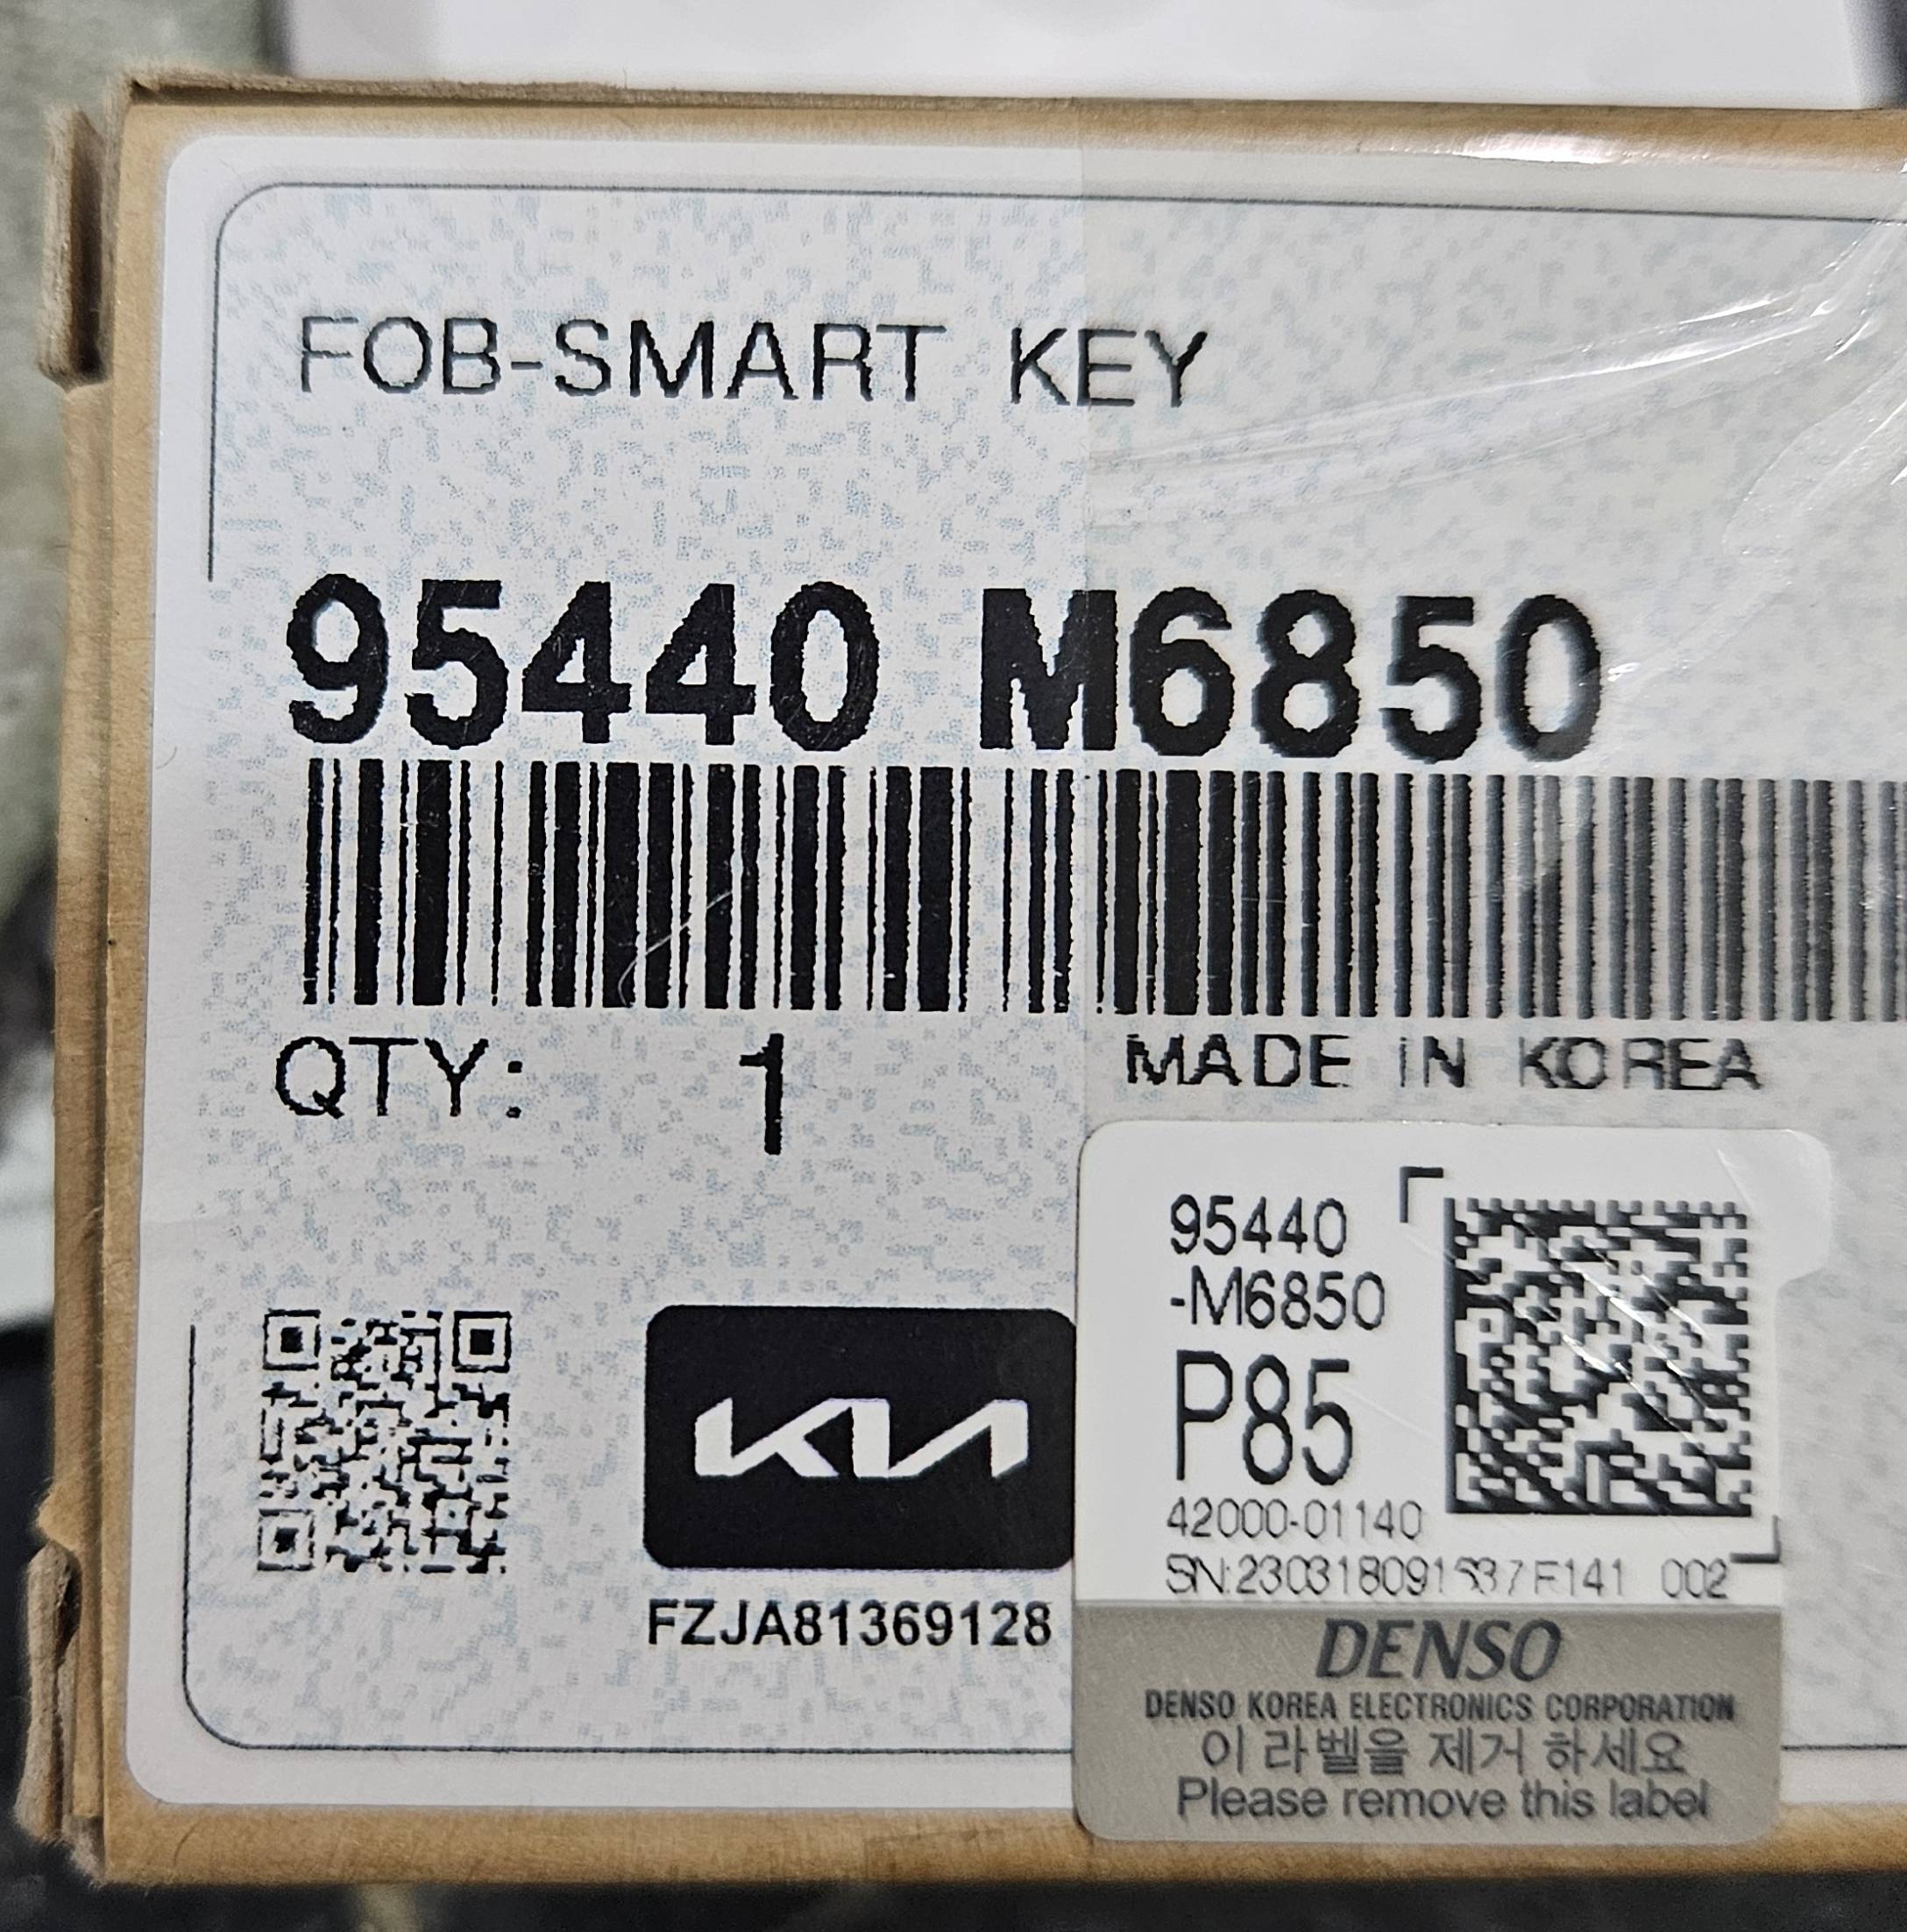 FOB-SMART KEY
95440 M6850
QTY: 1
MADE IN KOREA
KIA
FZJA81369128
95440
-M6850
P85
42000-01140
002
DENSO
DENSO KOREA ELECTRONICS CORPORATION
이 라벨을 제거 하세요
Please remove this label